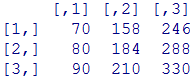 [,1] [,2] [,3]
[1,] 70 158 246
[2,] 80 184 288
[3,] 90 210 330